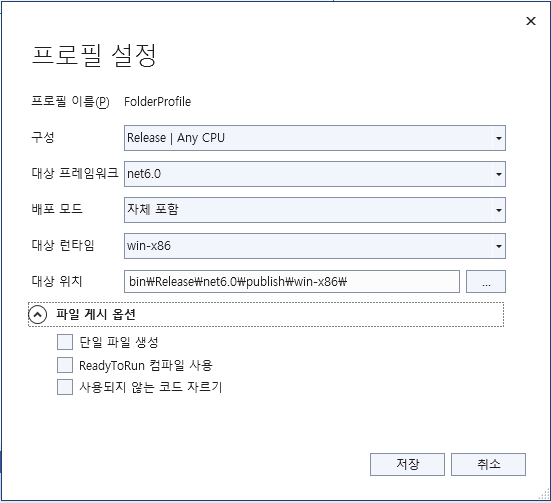 프로필 설정
프로필 이름(P) FolderProfile
구성 Release | Any CPU
대상 프레임워크 net6.0
배포 모드 자체 포함
대상 런타임 win-x86
대상 위치 bin₩Release₩net6.0₩publish₩win-x86₩ ...
파일 게시 옵션
단일 파일 생성
ReadyToRun 컴파일 사용
사용되지 않는 코드 자르기
저장 취소